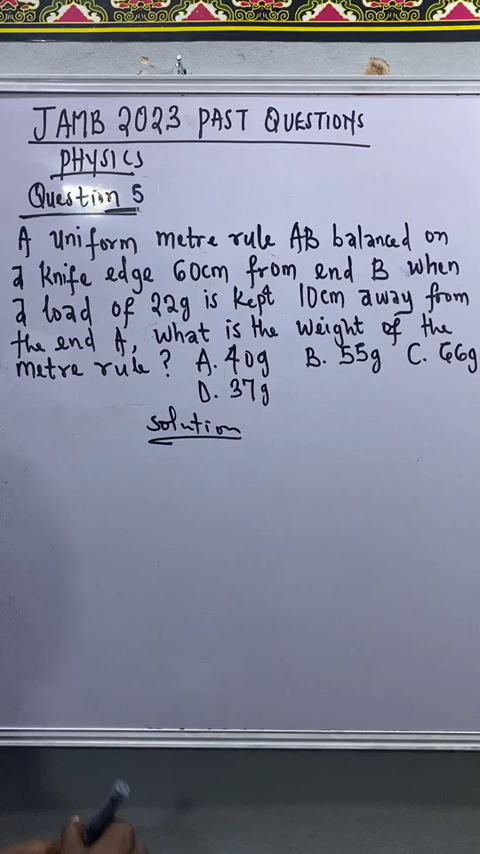 JAMB 2023 PAST QUESTIONS
PHYSICS
Question 5
A uniform metre rule AB balanced on
a knife edge 60cm from end B when
a load of 22g is kept 10cm away from
the end A, what is the weight of the
metre rule? A. 40g B. 55g C. 66g
D. 37g
solution